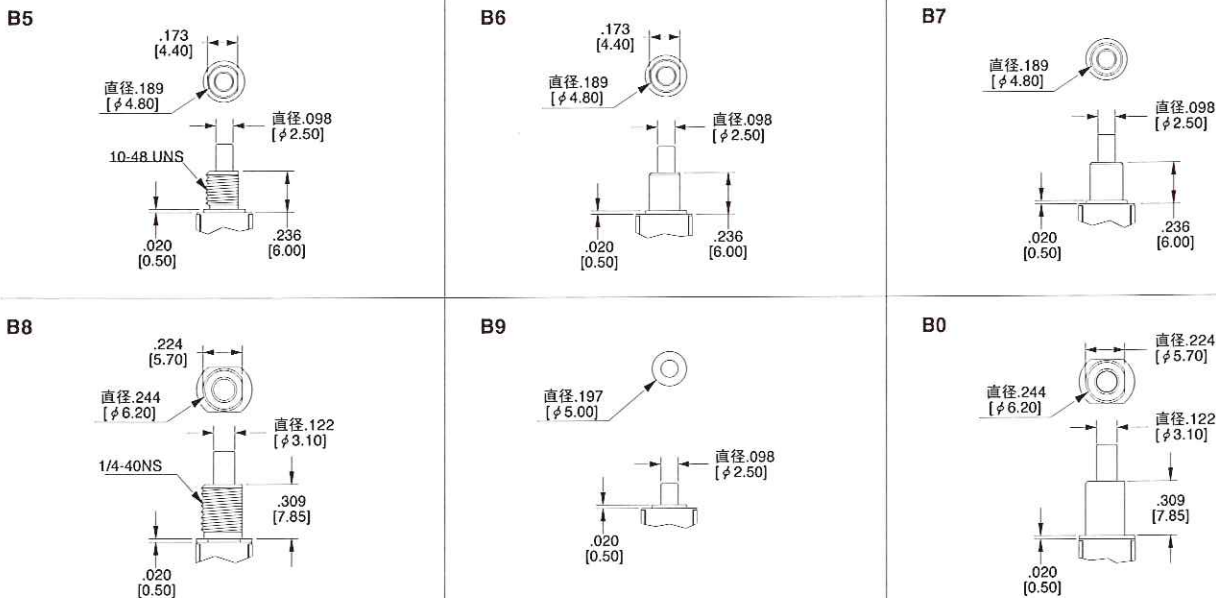 B5
.173
[4.40]
直径.189
[φ4.80]
直径.098
[φ2.50]
10-48 UNS
.020
[0.50]
.236
[6.00]
B6
.173
[4.40]
直径.189
[φ4.80]
直径.098
[φ2.50]
.020
[0.50]
.236
[6.00]
B7
直径.189
[φ4.80]
直径.098
[φ2.50]
.020
[0.50]
.236
[6.00]
B8
.224
[5.70]
直径.244
[φ6.20]
直径.122
[φ3.10]
1/4-40NS
.309
[7.85]
.020
[0.50]
B9
直径.197
[φ5.00]
直径.098
[φ2.50]
.020
[0.50]
B0
直径.224
[φ5.70]
直径.244
[φ6.20]
直径.122
[φ3.10]
.309
[7.85]
.020
[0.50]